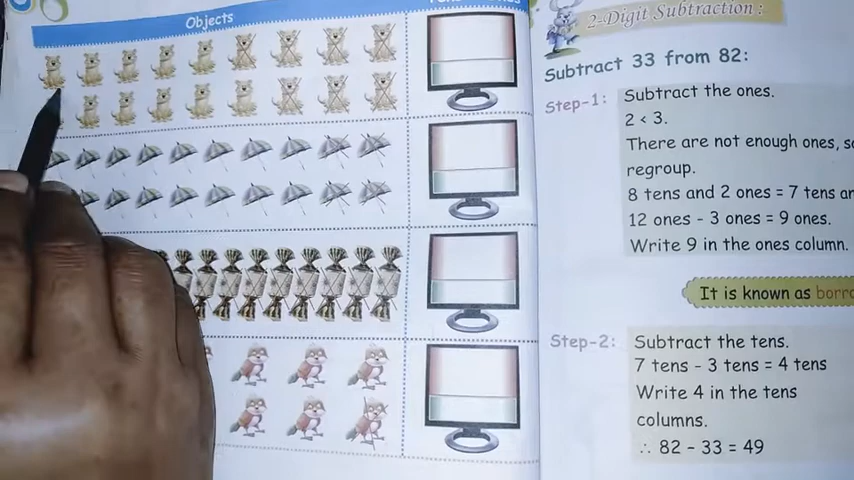 Objects
2-Digit Subtraction :
Subtract 33 from 82:
Step-1:
Subtract the ones.
2 < 3.
There are not enough ones, so
regroup.
8 tens and 2 ones = 7 tens
12 ones - 3 ones = 9 ones.
Write 9 in the ones column.
It is known as
Step-2:
Subtract the tens.
7 tens - 3 tens = 4 tens
Write 4 in the tens
column.
∴ 82 - 33 = 49